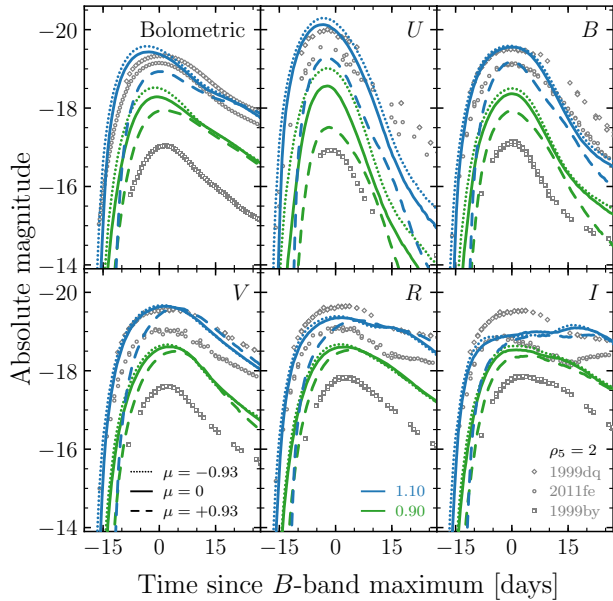 Bolometric
U
B
−20
−18
−16
−14
Absolute magnitude
V
R
I
−20
−18
−16
−14
μ = −0.93
μ = 0
μ = +0.93
1.10
0.90
ρ5 = 2
1999dq
2011fe
1999by
−15 0 15
−15 0 15
−15 0 15
Time since B-band maximum [days]